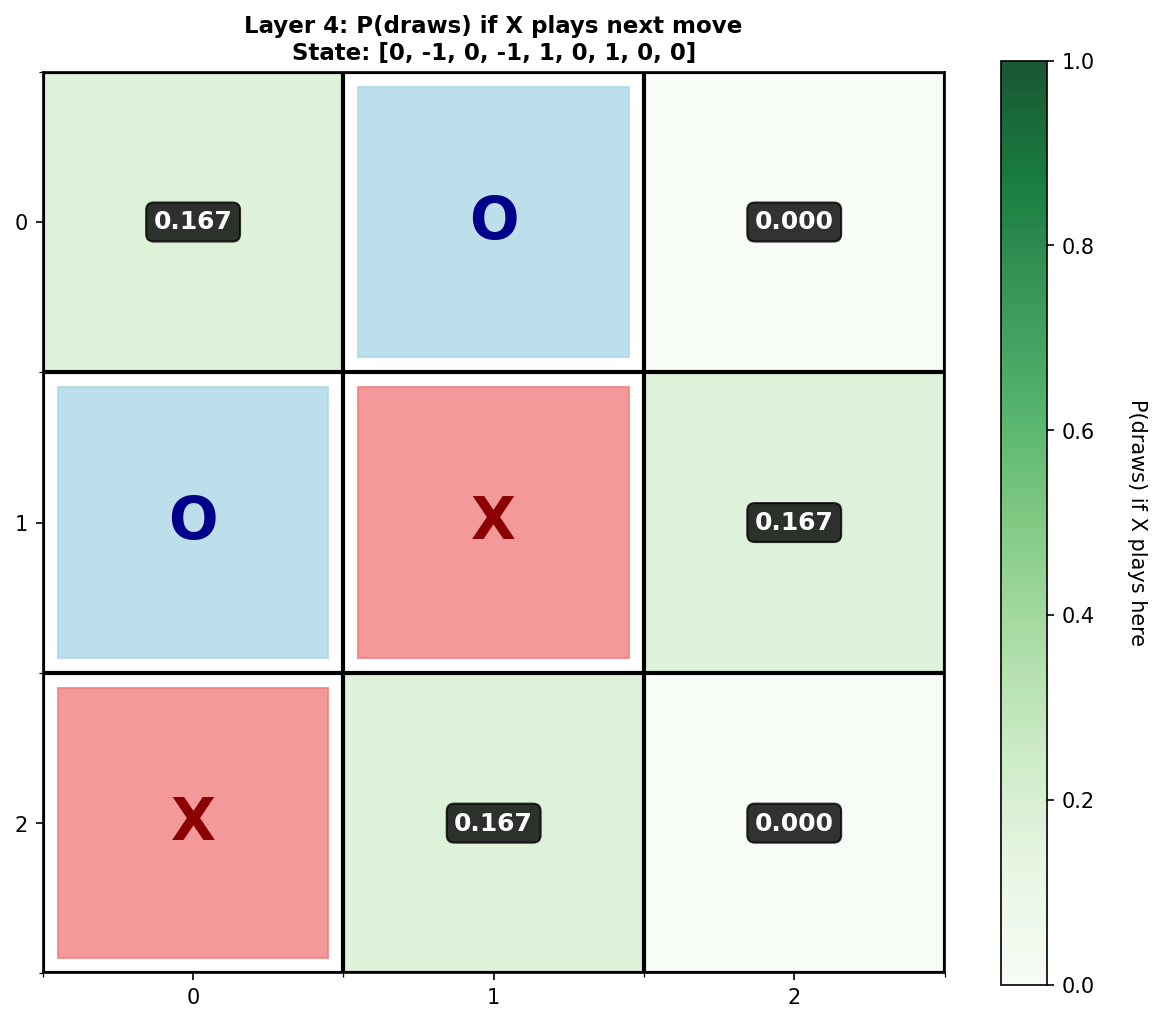 Layer 4: P(draws) if X plays next move
State: [0, -1, 0, -1, 1, 0, 1, 0, 0]
0
0.167
O
0.000
1
O
X
0.167
2
X
0.167
0.000
0
1
2
1.0
0.8
0.6
0.4
0.2
0.0
P(draws) if X plays here